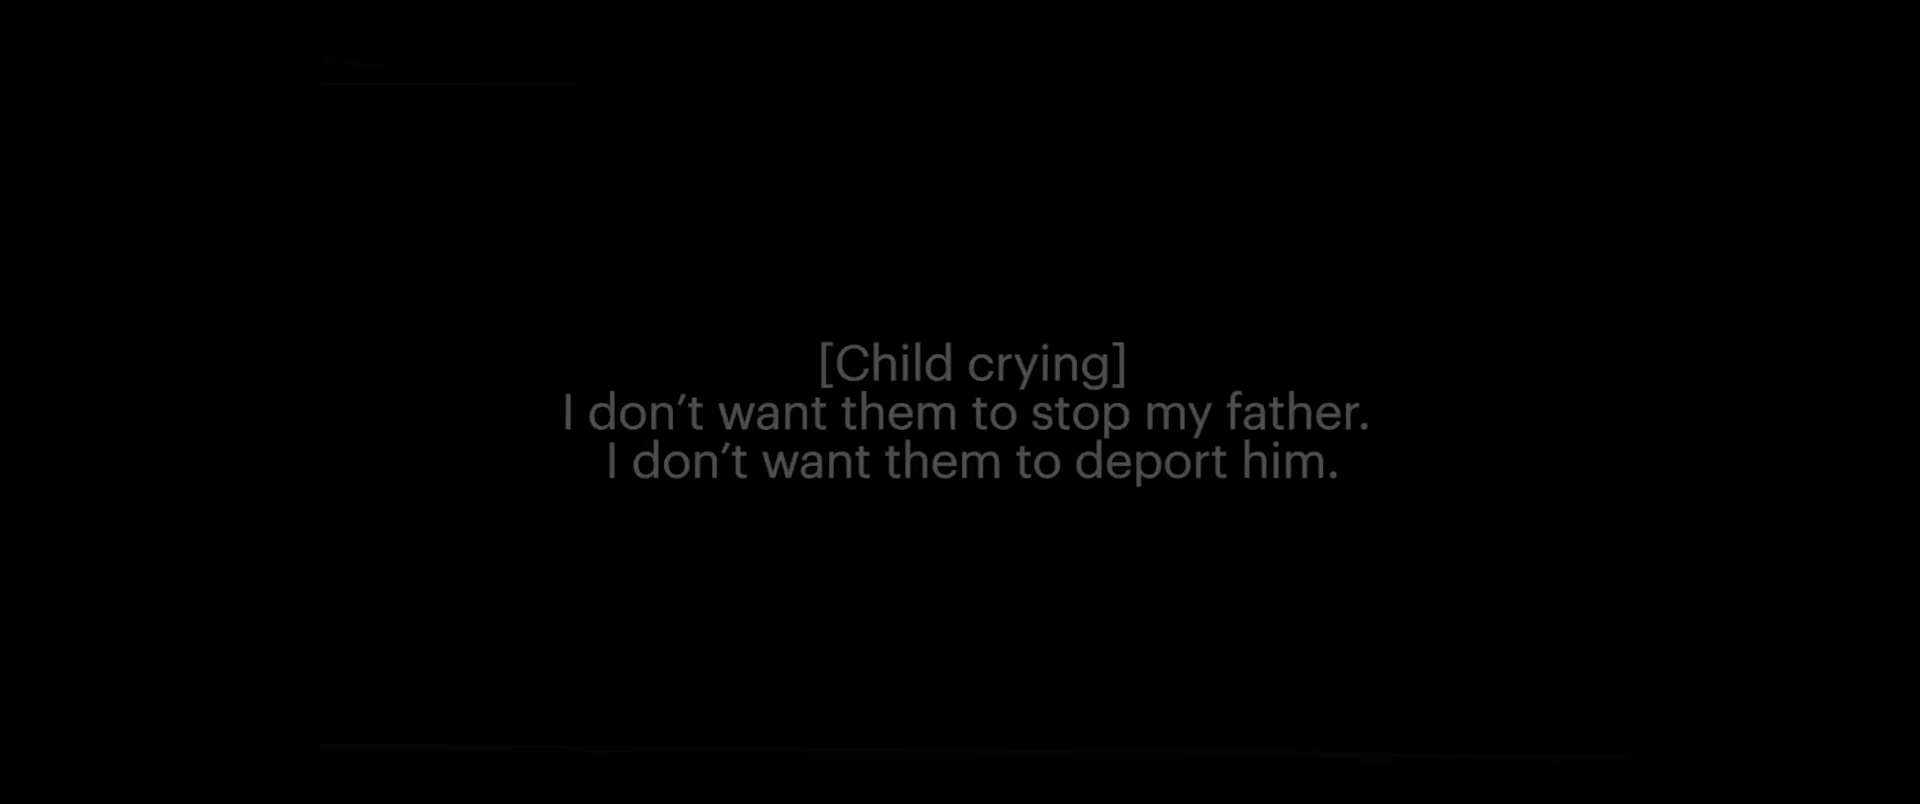 [Child crying]
I don’t want them to stop my father.
I don’t want them to deport him.